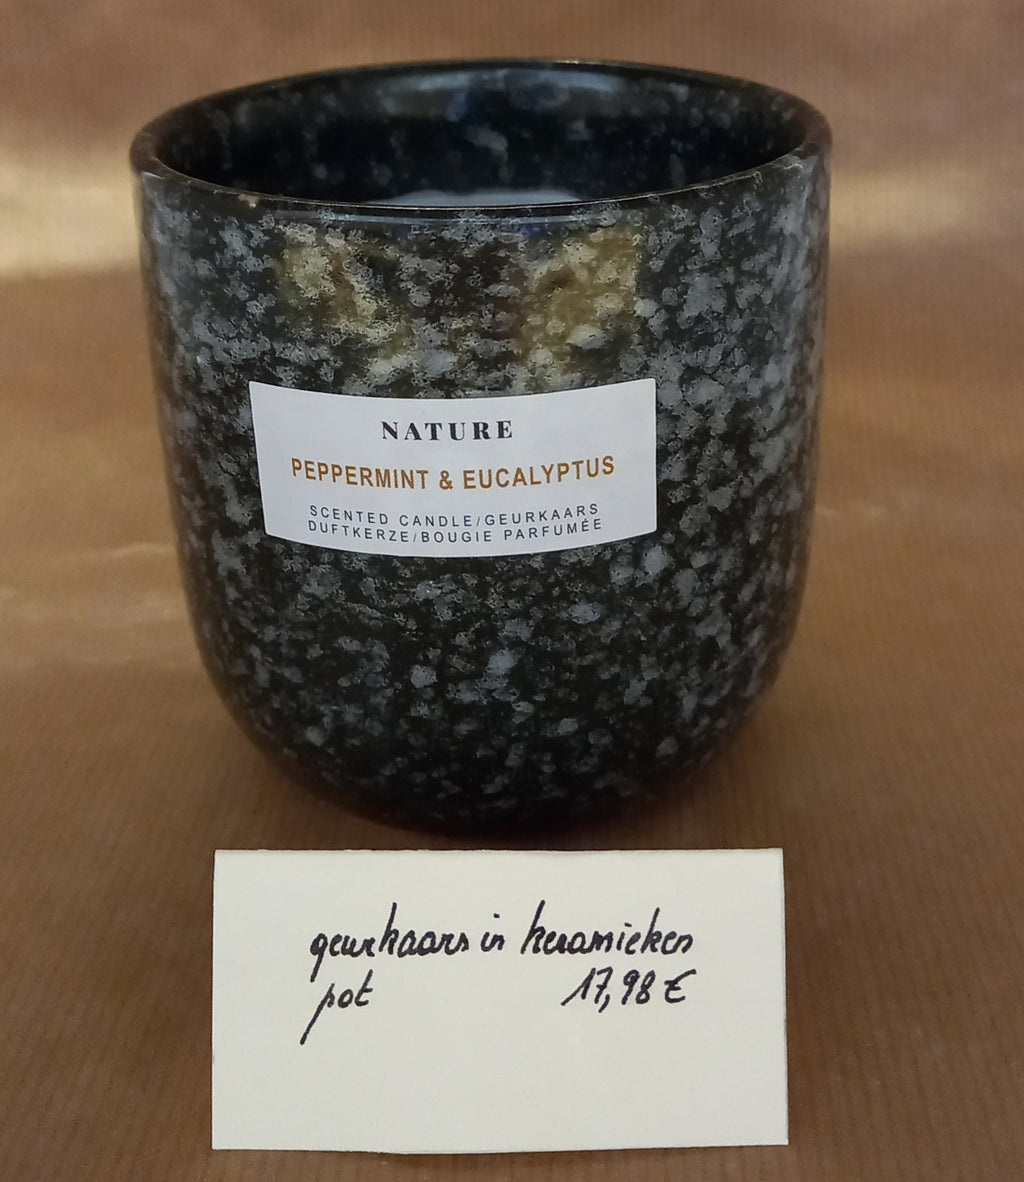 NATURE
PEPPERMINT & EUCALYPTUS
SCENTED CANDLE/GEURKAARS
DUFTKERZE/BOUGIE PARFUMÉE
geurkaars in keramieken
pot 17,98 €